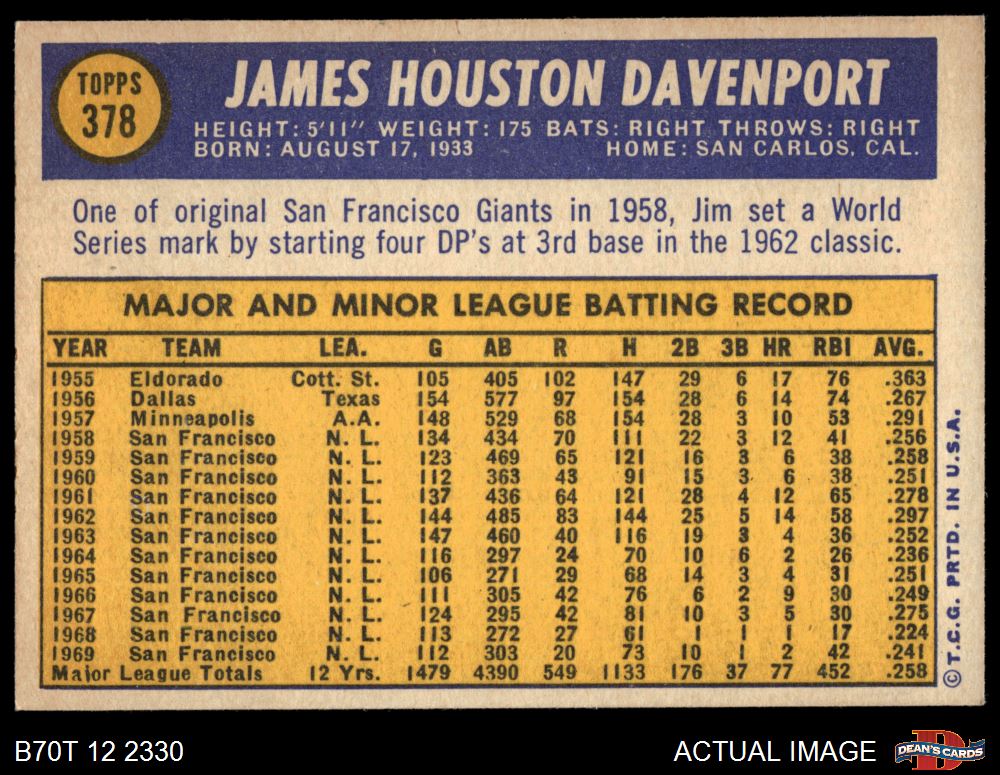 TOPPS
378
JAMES HOUSTON DAVENPORT
HEIGHT: 5'11" WEIGHT: 175 BATS: RIGHT THROWS: RIGHT
BORN: AUGUST 17, 1933 HOME: SAN CARLOS, CAL.
One of original San Francisco Giants in 1958, Jim set a World
Series mark by starting four DP's at 3rd base in the 1962 classic.
MAJOR AND MINOR LEAGUE BATTING RECORD
YEAR TEAM LEA. G AB R H 2B 3B HR RBI AVG.
1955 Eldorado Cott. St. 105 405 102 147 29 6 17 76 .363
1956 Dallas Texas 154 577 97 154 28 6 14 74 .267
1957 Minneapolis A.A. 148 529 68 154 28 3 10 53 .291
1958 San Francisco N. L. 134 434 70 111 22 3 12 41 .256
1959 San Francisco N. L. 123 469 65 121 16 3 6 38 .258
1960 San Francisco N. L. 112 363 43 91 15 3 6 38 .251
1961 San Francisco N. L. 137 436 64 121 28 4 12 65 .278
1962 San Francisco N. L. 144 485 83 144 25 5 14 58 .297
1963 San Francisco N. L. 147 460 40 116 19 3 4 36 .252
1964 San Francisco N. L. 116 297 24 70 10 6 2 26 .236
1965 San Francisco N. L. 106 271 29 68 14 3 4 31 .251
1966 San Francisco N. L. 111 305 42 76 6 2 9 30 .249
1967 San Francisco N. L. 124 295 42 81 10 3 5 30 .275
1968 San Francisco N. L. 113 272 27 61 1 1 1 17 .224
1969 San Francisco N. L. 112 303 20 73 10 1 2 42 .241
Major League Totals 12 Yrs. 1479 4390 549 1133 176 37 77 452 .258
© T.C.G. PRTD. IN U.S.A.
B70T 12 2330
ACTUAL IMAGE
DEAN'S CARDS